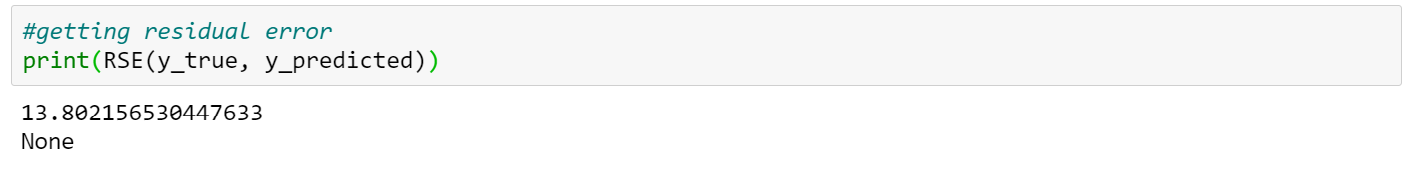 #getting residual error
print(RSE(y_true, y_predicted))
13.802156530447633
None